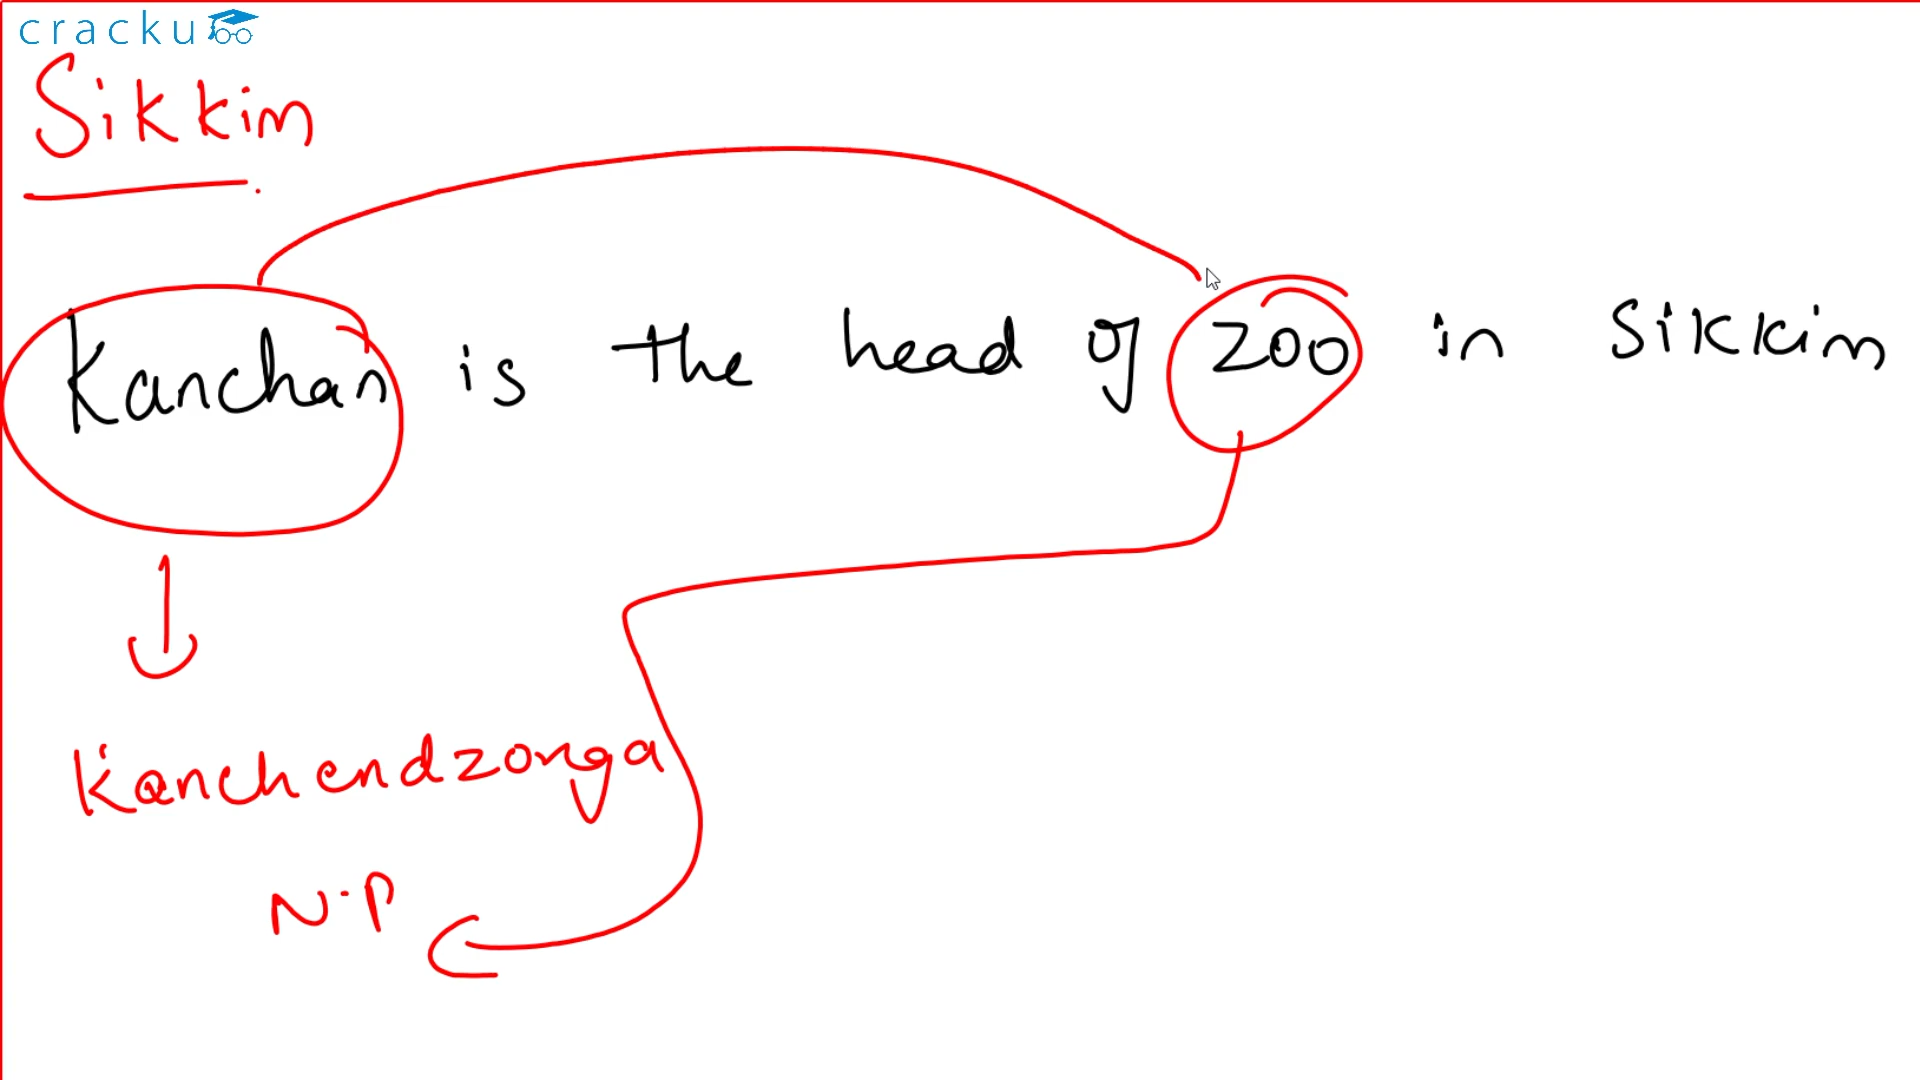 cracku
Sikkim
Kanchan is the head of zoo in Sikkim
Kanchendzonga
N.P